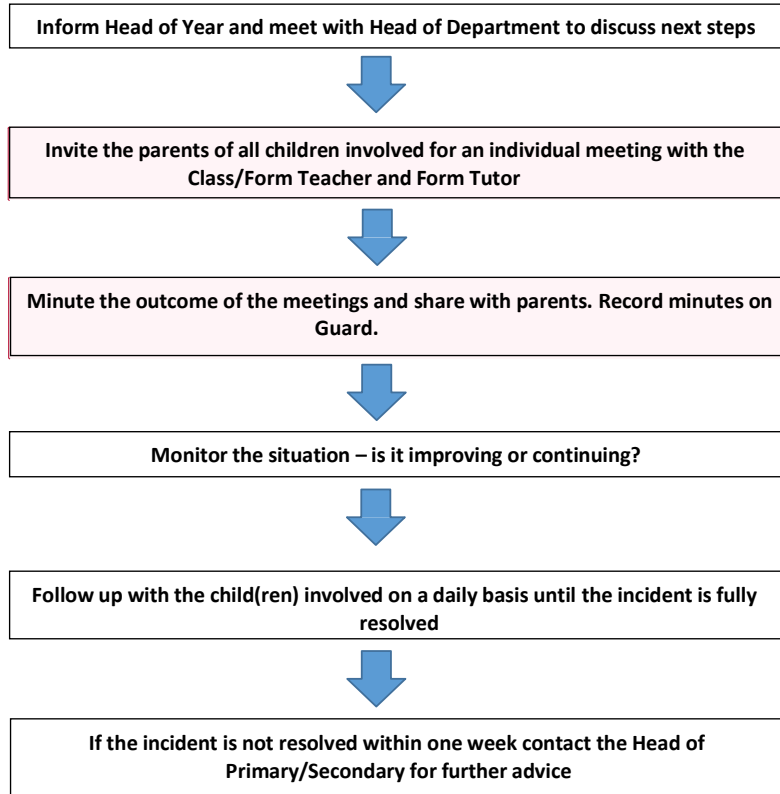 Inform Head of Year and meet with Head of Department to discuss next steps
Invite the parents of all children involved for an individual meeting with the
Class/Form Teacher and Form Tutor
Minute the outcome of the meetings and share with parents. Record minutes on
Guard.
Monitor the situation – is it improving or continuing?
Follow up with the child(ren) involved on a daily basis until the incident is fully
resolved
If the incident is not resolved within one week contact the Head of
Primary/Secondary for further advice